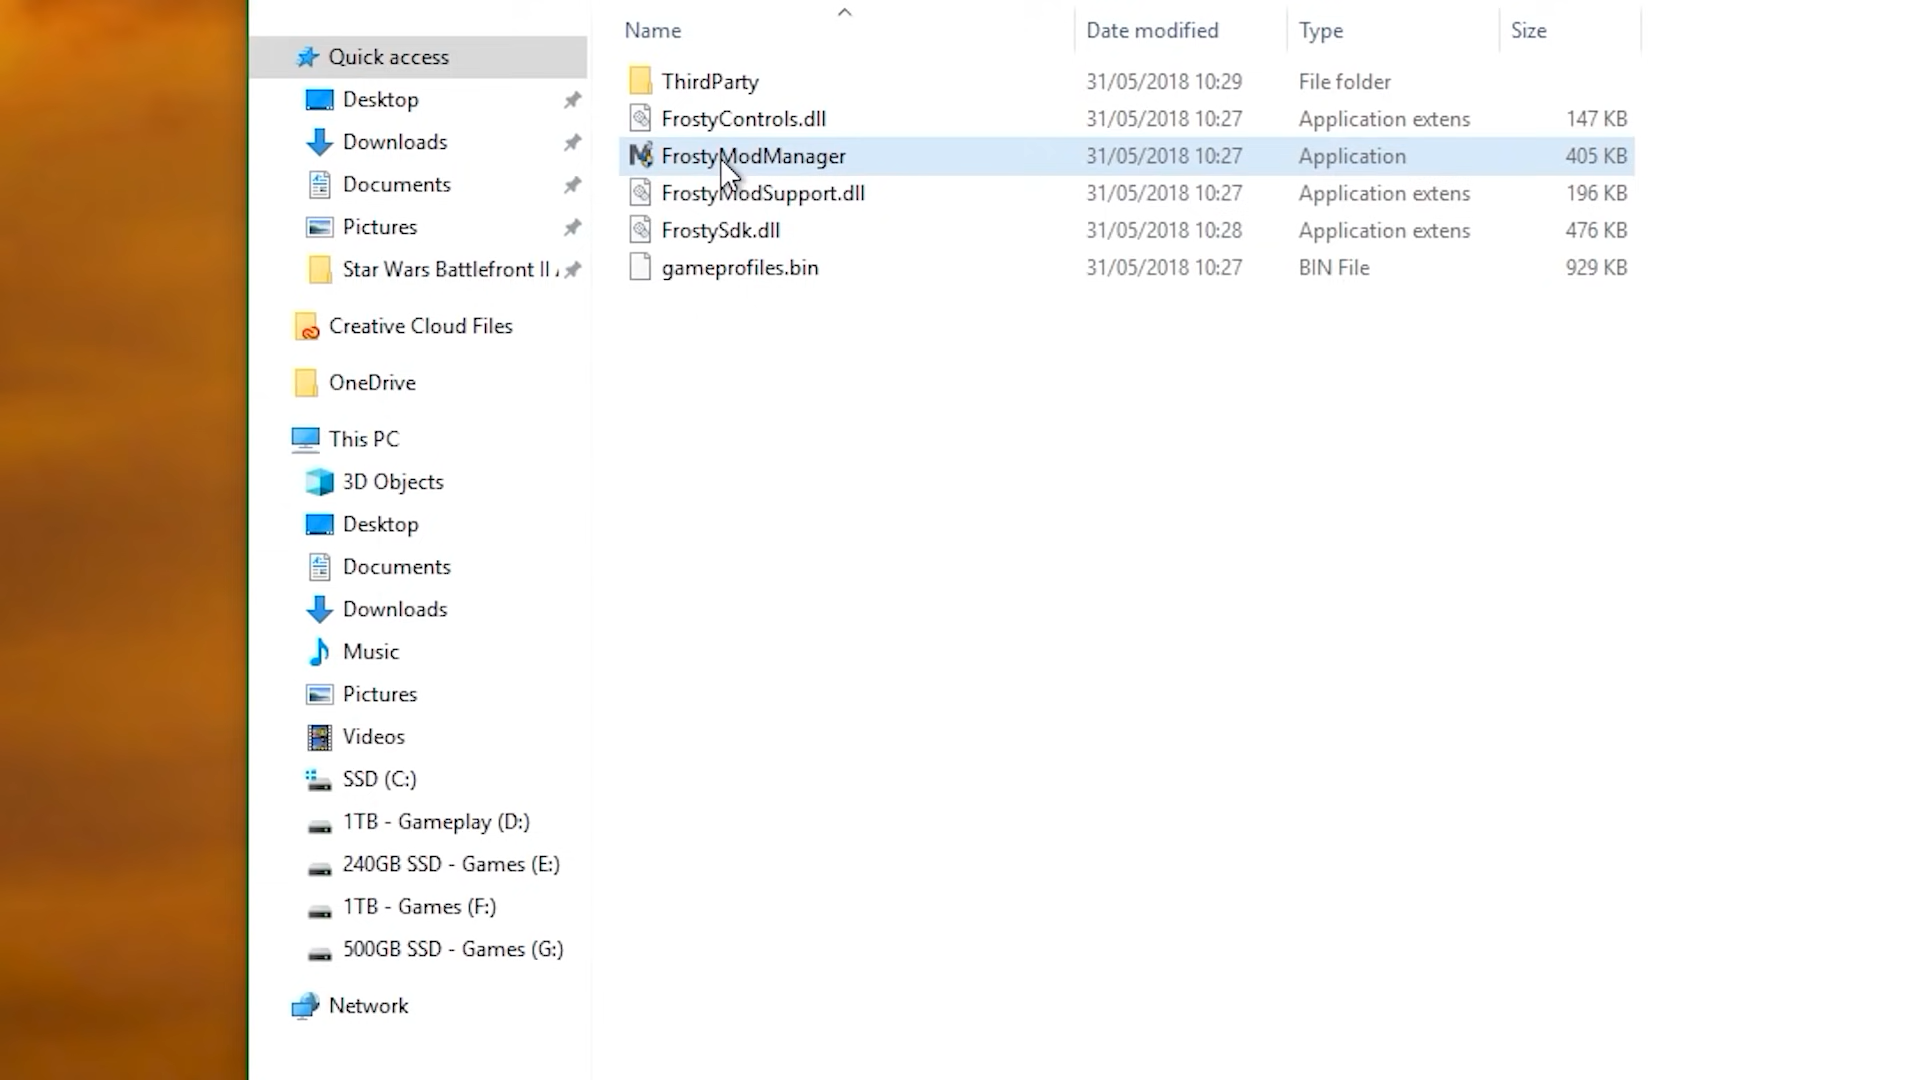 Name Date modified Type Size
Quick access
Desktop
Downloads
Documents
Pictures
Star Wars Battlefront II
Creative Cloud Files
OneDrive
This PC
3D Objects
Desktop
Documents
Downloads
Music
Pictures
Videos
SSD (C:)
1TB - Gameplay (D:)
240GB SSD - Games (E:)
1TB - Games (F:)
500GB SSD - Games (G:)
Network
ThirdParty 31/05/2018 10:29 File folder
FrostyControls.dll 31/05/2018 10:27 Application extens 147 KB
FrostyModManager 31/05/2018 10:27 Application 405 KB
FrostyModSupport.dll 31/05/2018 10:27 Application extens 196 KB
FrostySdk.dll 31/05/2018 10:28 Application extens 476 KB
gameprofiles.bin 31/05/2018 10:27 BIN File 929 KB